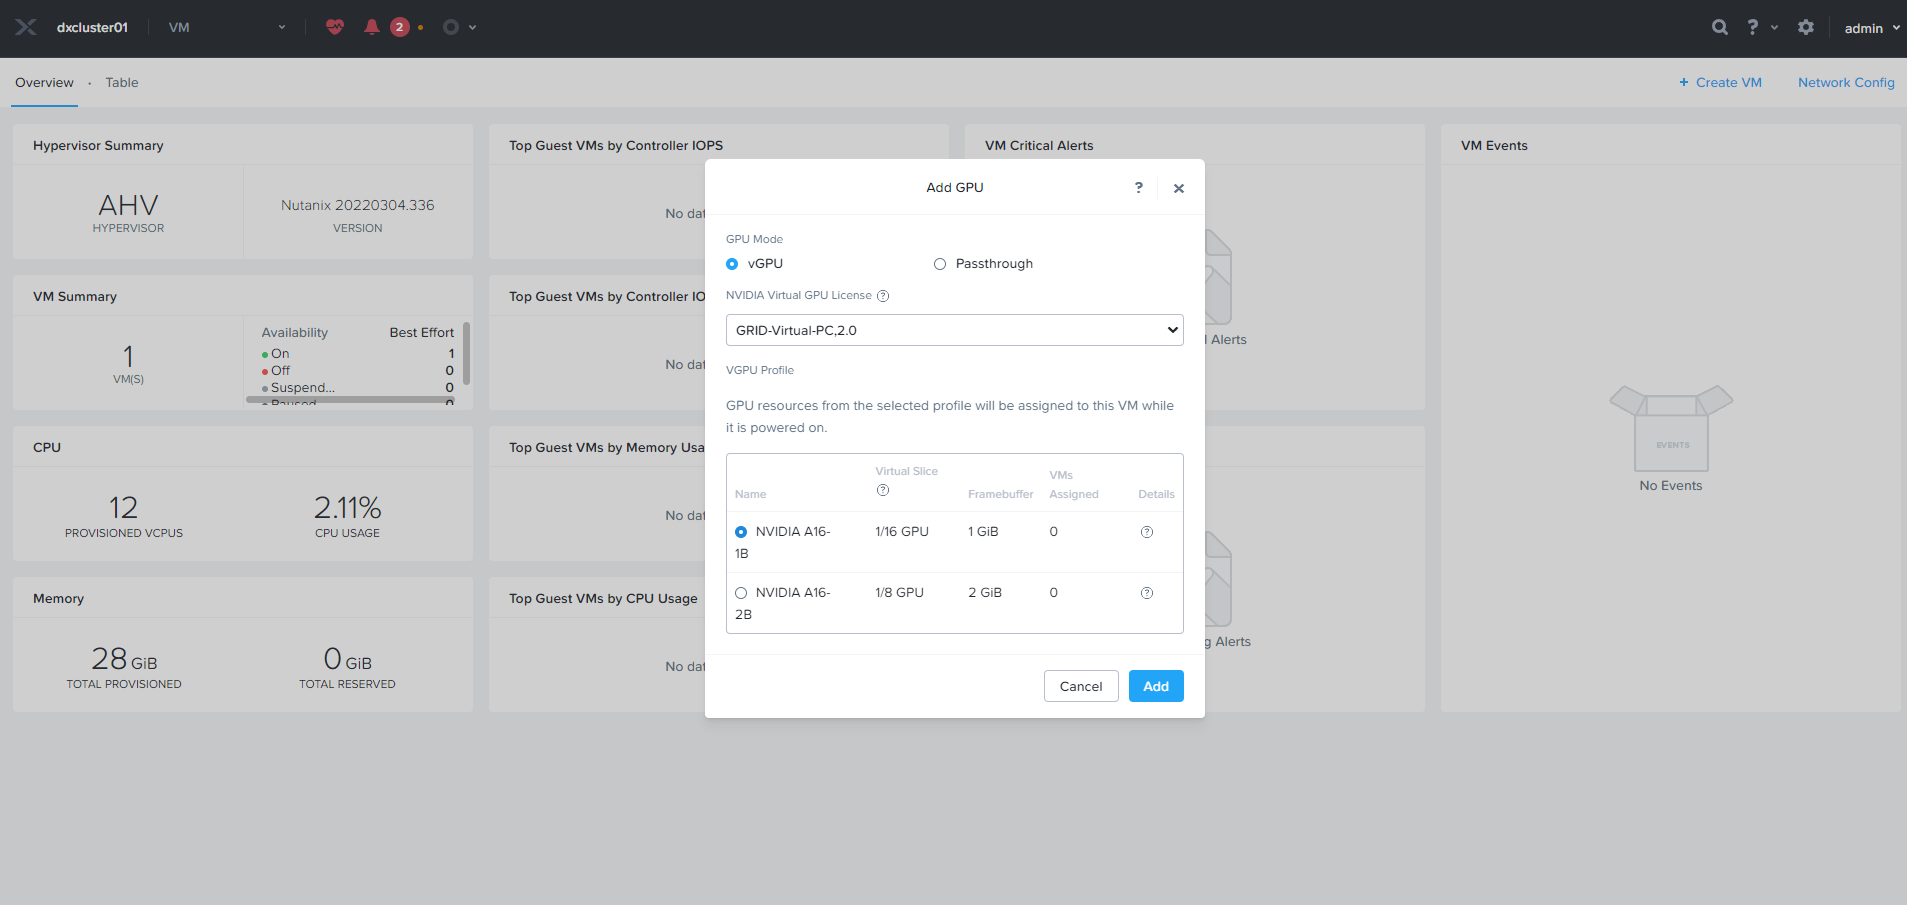 dxcluster01
VM
2
?
admin
Overview · Table
+ Create VM
Network Config
Hypervisor Summary
AHV
HYPERVISOR
Nutanix 20220304.336
VERSION
VM Summary
1
VM(S)
Availability Best Effort
On 1
Off 0
Suspend... 0
Paused 0
CPU
12
PROVISIONED VCPUS
2.11%
CPU USAGE
Memory
28 GiB
TOTAL PROVISIONED
0 GiB
TOTAL RESERVED
Top Guest VMs by Controller IOPS
No dat
Top Guest VMs by Controller IO
No dat
Top Guest VMs by Memory Usa
No dat
Top Guest VMs by CPU Usage
No dat
VM Critical Alerts
l Alerts
g Alerts
VM Events
EVENTS
No Events
Add GPU
?
GPU Mode
vGPU
Passthrough
NVIDIA Virtual GPU License ?
GRID-Virtual-PC,2.0
VGPU Profile
GPU resources from the selected profile will be assigned to this VM while
it is powered on.
Name Virtual Slice ? Framebuffer VMs Assigned Details
NVIDIA A16-1B 1/16 GPU 1 GiB 0 ?
NVIDIA A16-2B 1/8 GPU 2 GiB 0 ?
Cancel
Add